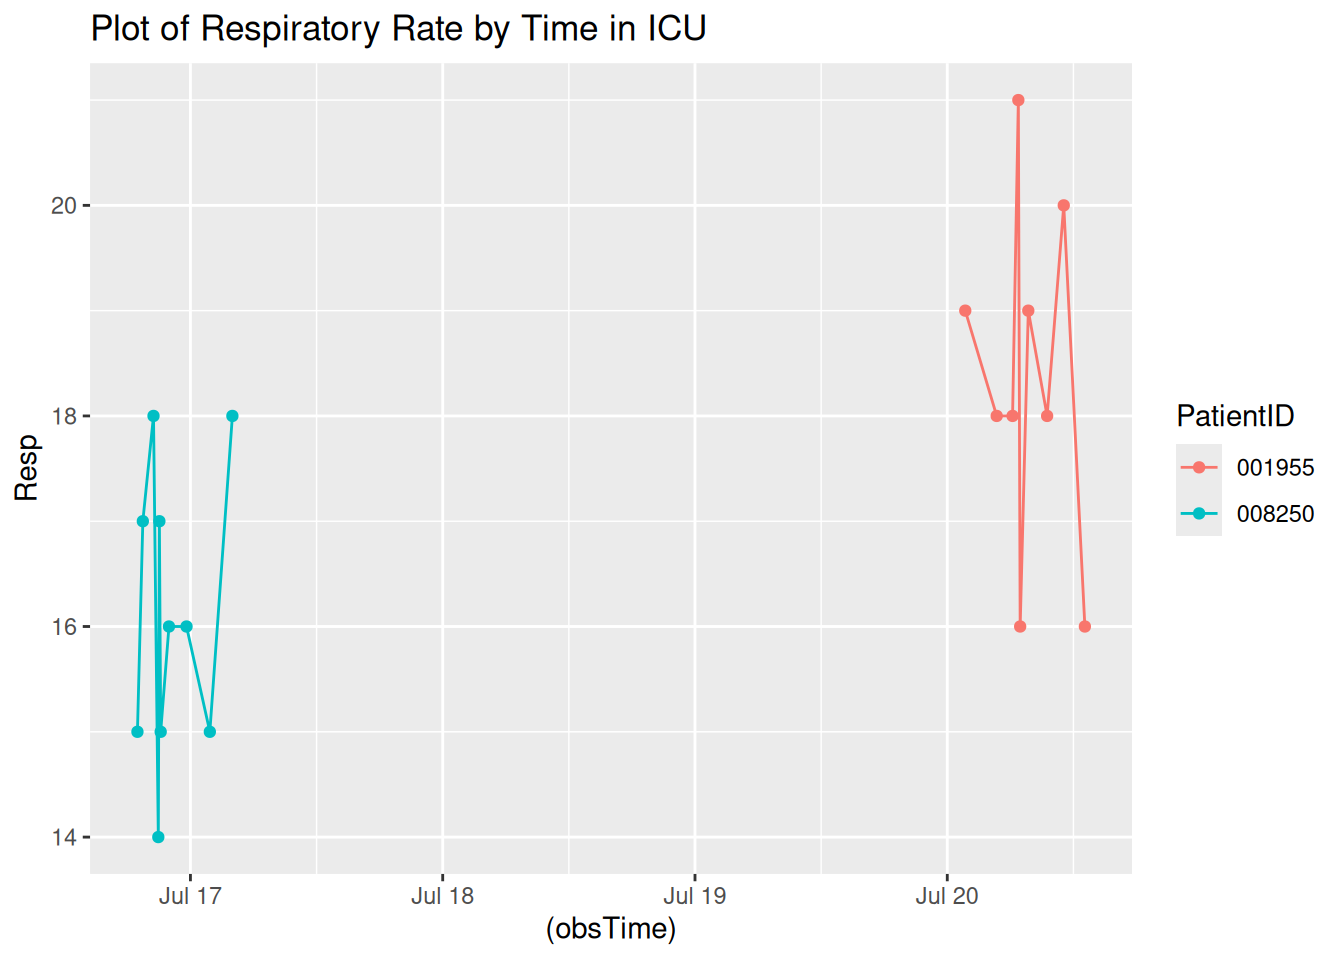 Plot of Respiratory Rate by Time in ICU
20
18
16
14
Resp
Jul 17
Jul 18
Jul 19
Jul 20
(obsTime)
PatientID
001955
008250